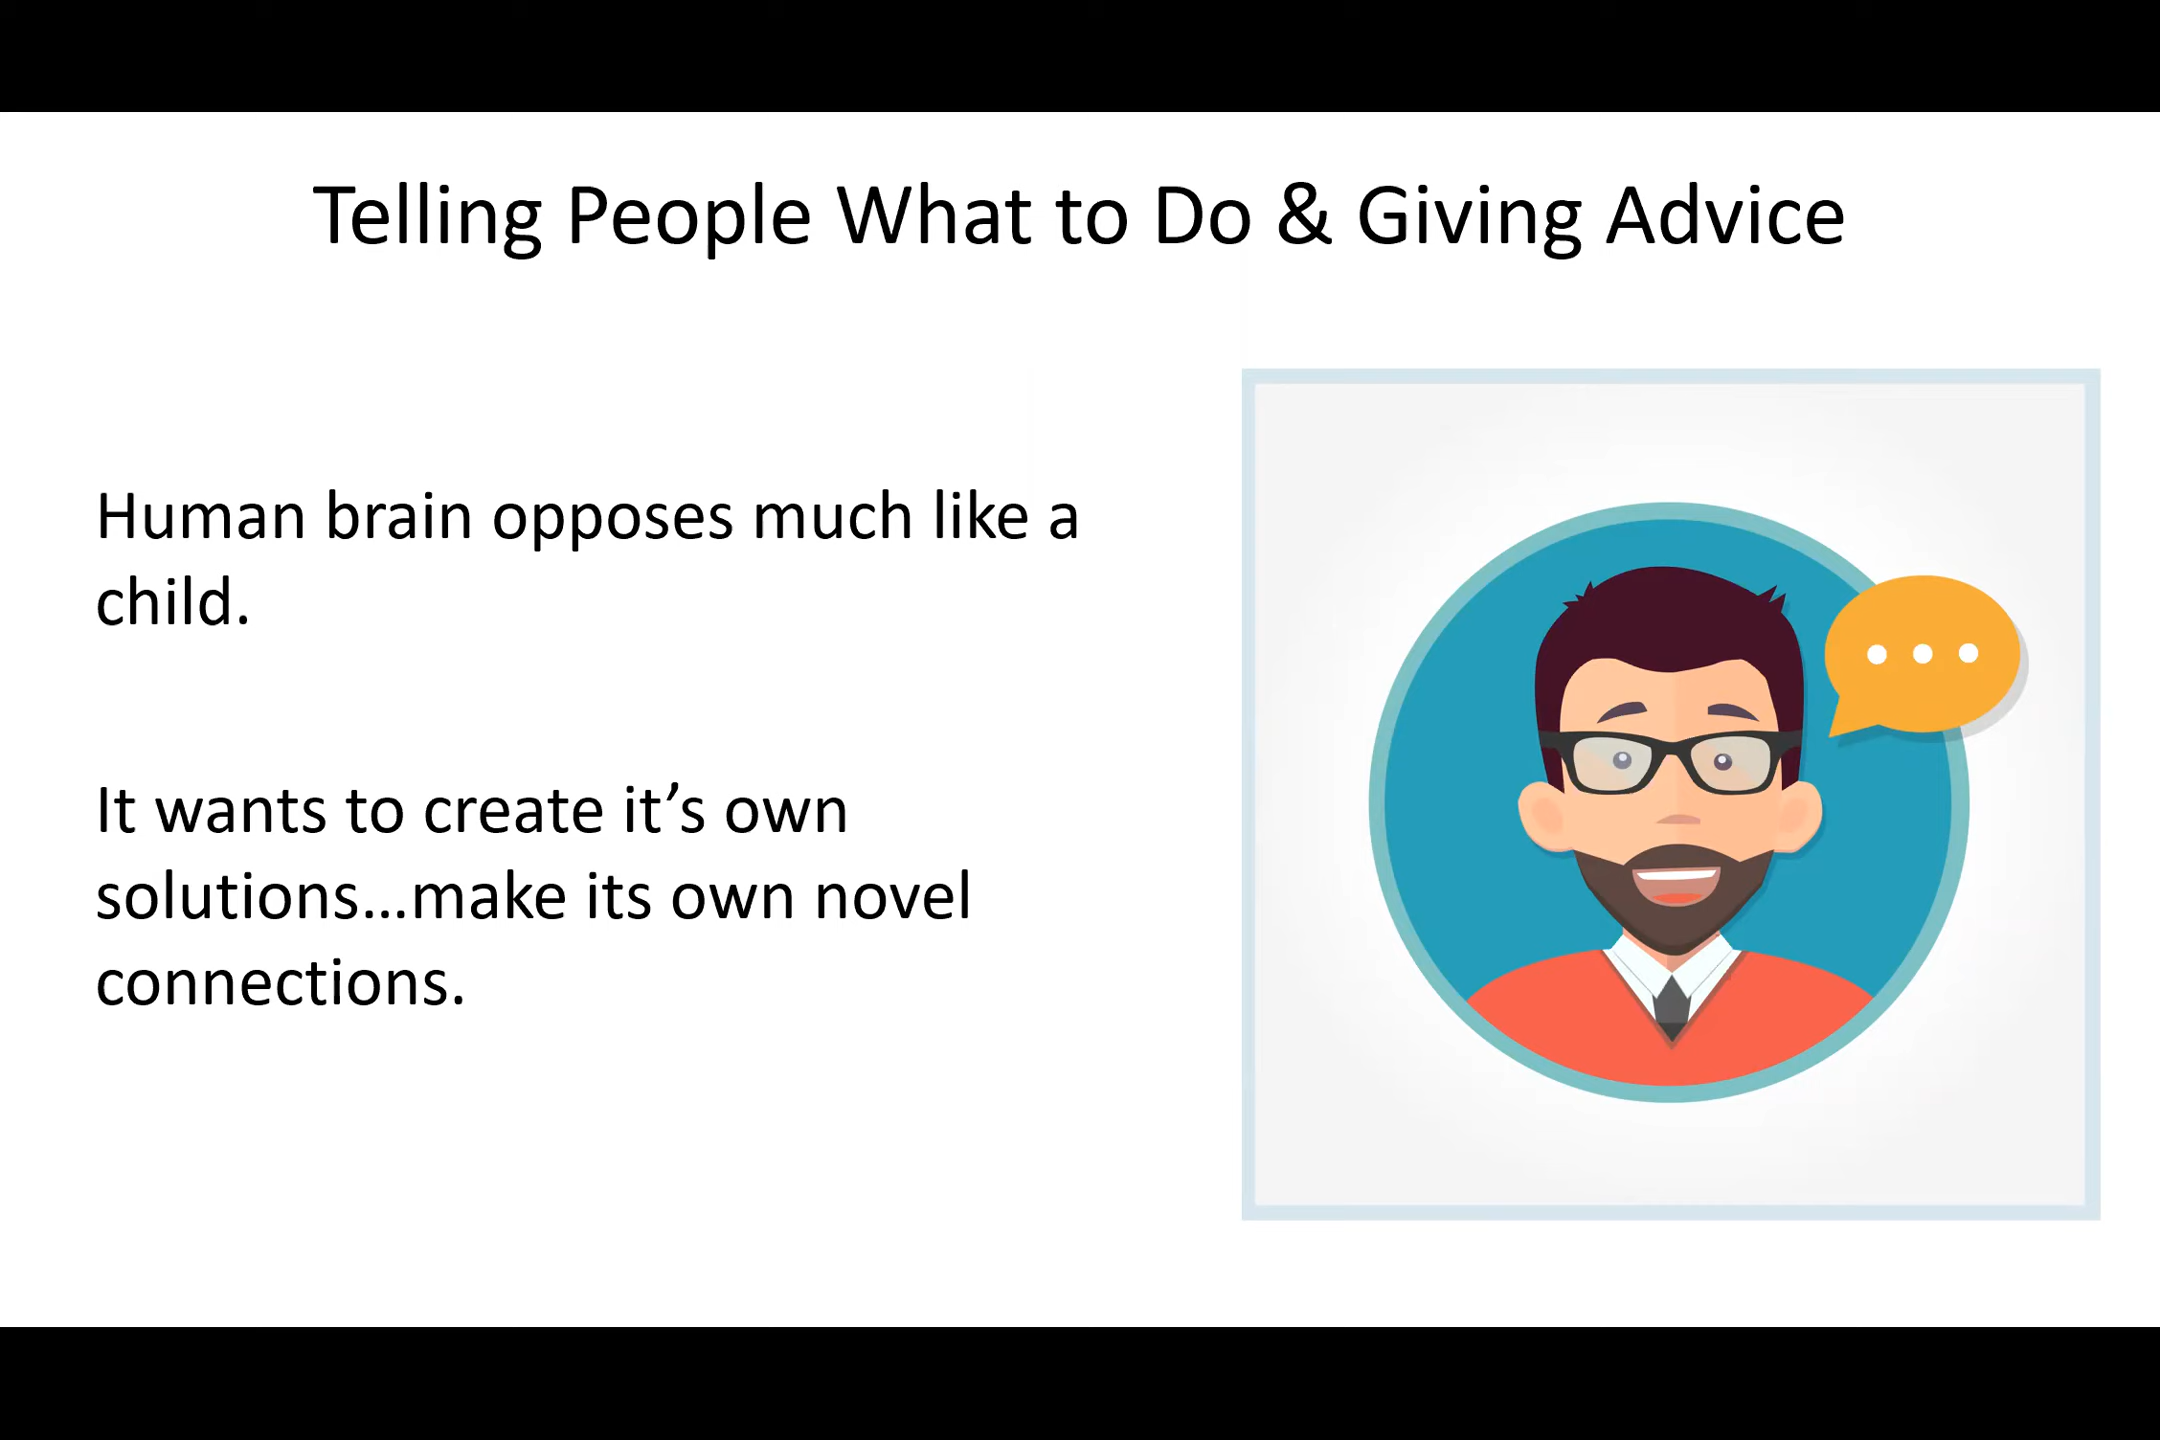 Telling People What to Do & Giving Advice
Human brain opposes much like a
child.
It wants to create it’s own
solutions...make its own novel
connections.